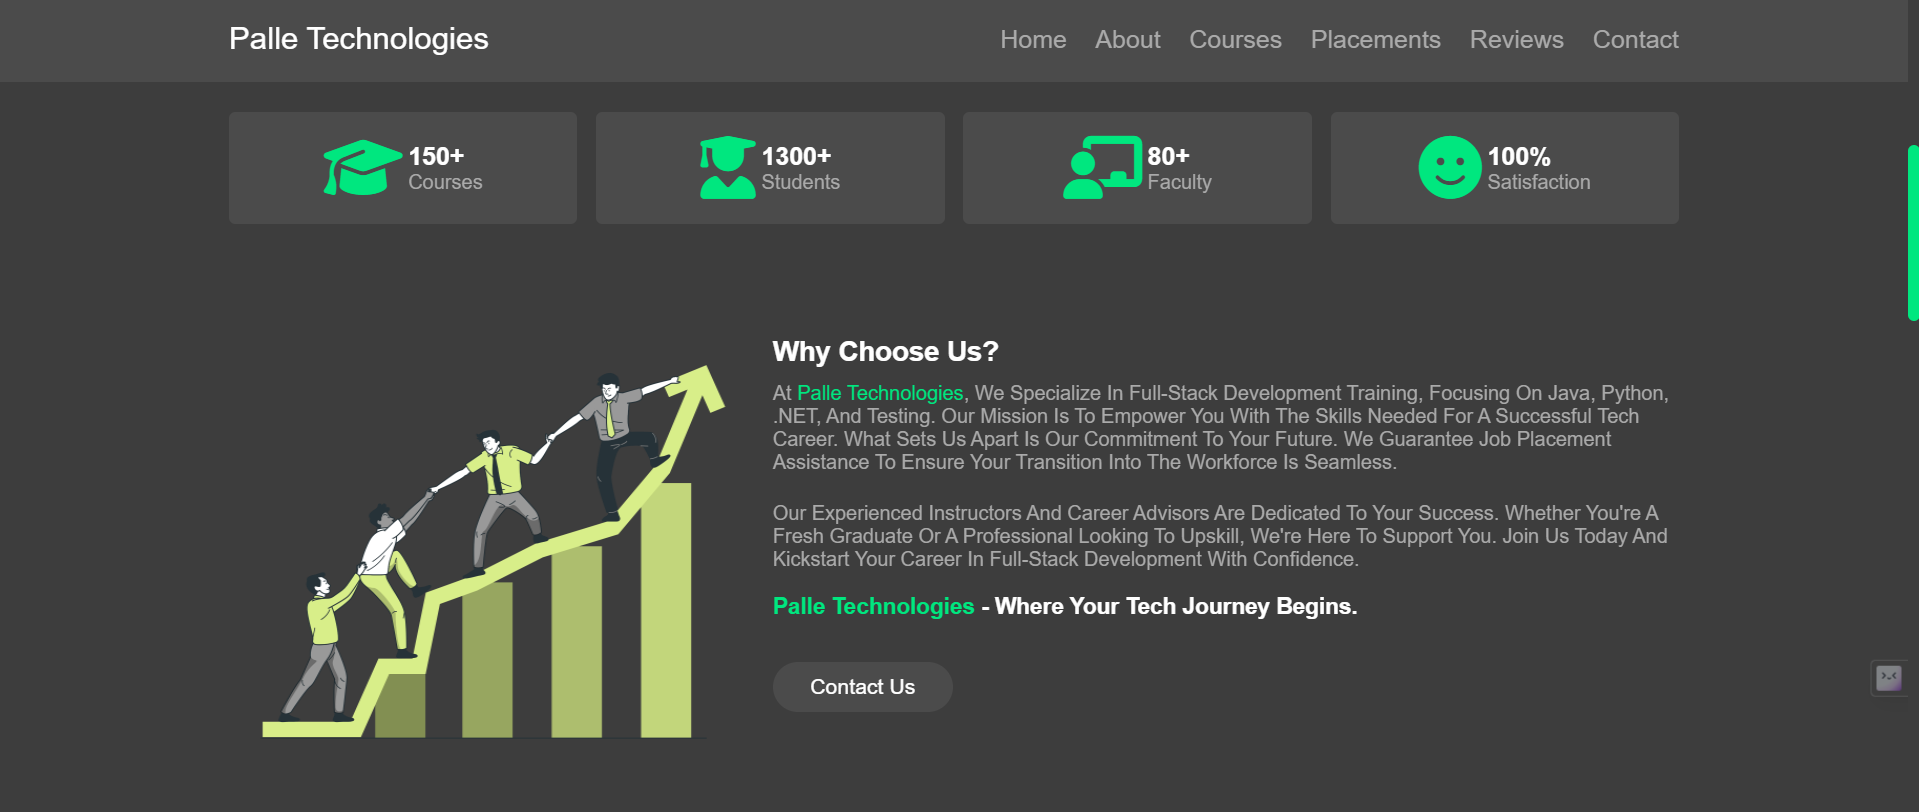 Palle Technologies
Home About Courses Placements Reviews Contact
150+
Courses
1300+
Students
80+
Faculty
100%
Satisfaction
Why Choose Us?
At Palle Technologies, We Specialize In Full-Stack Development Training, Focusing On Java, Python,
.NET, And Testing. Our Mission Is To Empower You With The Skills Needed For A Successful Tech
Career. What Sets Us Apart Is Our Commitment To Your Future. We Guarantee Job Placement
Assistance To Ensure Your Transition Into The Workforce Is Seamless.
Our Experienced Instructors And Career Advisors Are Dedicated To Your Success. Whether You're A
Fresh Graduate Or A Professional Looking To Upskill, We're Here To Support You. Join Us Today And
Kickstart Your Career In Full-Stack Development With Confidence.
Palle Technologies - Where Your Tech Journey Begins.
Contact Us